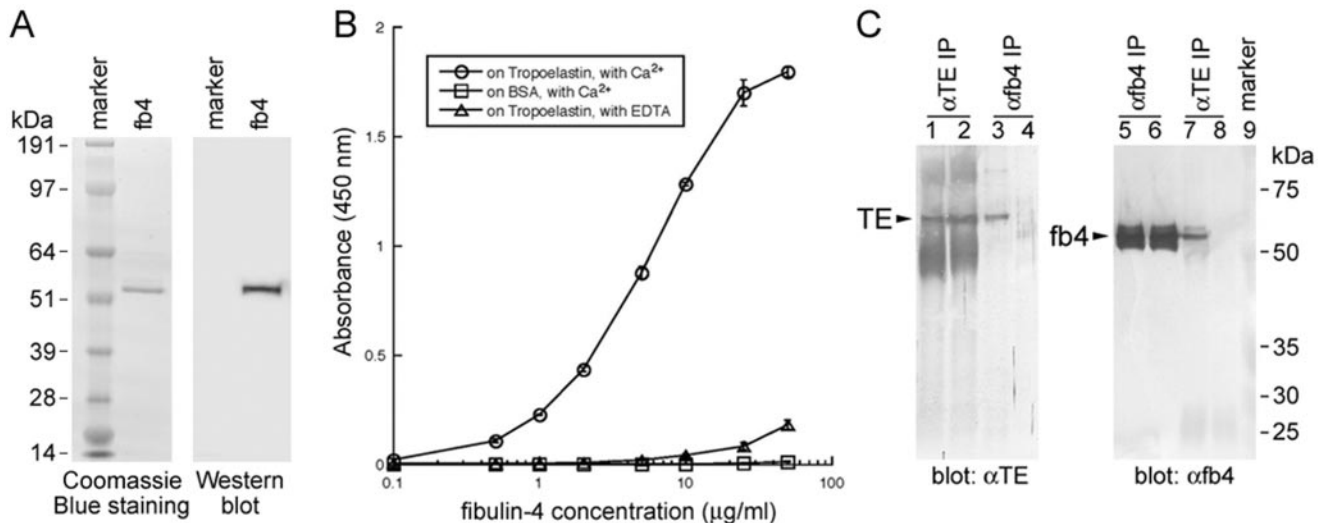 A
kDa
marker
fb4
marker
fb4
191
97
64
51
39
28
14
Coomassie
Blue staining
Western
blot
B
Absorbance (450 nm)
2
1.5
1
0.5
0
0.1
1
10
100
fibulin-4 concentration (µg/ml)
on Tropoelastin, with Ca²⁺
on BSA, with Ca²⁺
on Tropoelastin, with EDTA
C
αTE IP
αfb4 IP
1 2 3 4
TE
blot: αTE
αfb4 IP
αTE IP
marker
5 6 7 8 9
kDa
fb4
75
50
35
30
25
blot: αfb4